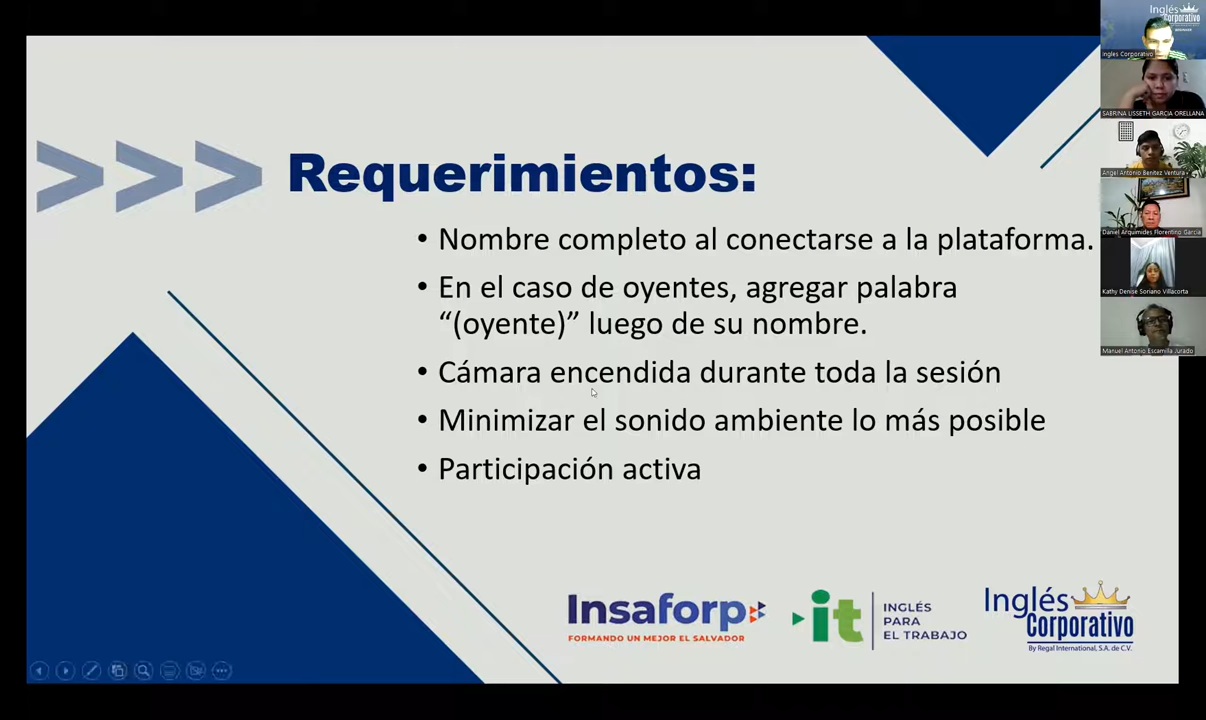 Requerimientos:
• Nombre completo al conectarse a la plataforma.
• En el caso de oyentes, agregar palabra
“(oyente)” luego de su nombre.
• Cámara encendida durante toda la sesión
• Minimizar el sonido ambiente lo más posible
• Participación activa
Insaforp
FORMANDO UN MEJOR EL SALVADOR
it
INGLÉS
PARA
EL TRABAJO
Inglés
Corporativo
By Regal International, S.A. de C.V.
Inglés
Corporativo
Ingles Corporativo
SABRINA LISSETH GARCIA ORELLANA
Angel Antonio Benitez Ventura
Daniel Arquimides Florentino García
Kathy Denise Soriano Villacorta
Manuel Antonio Escamilla Jurado